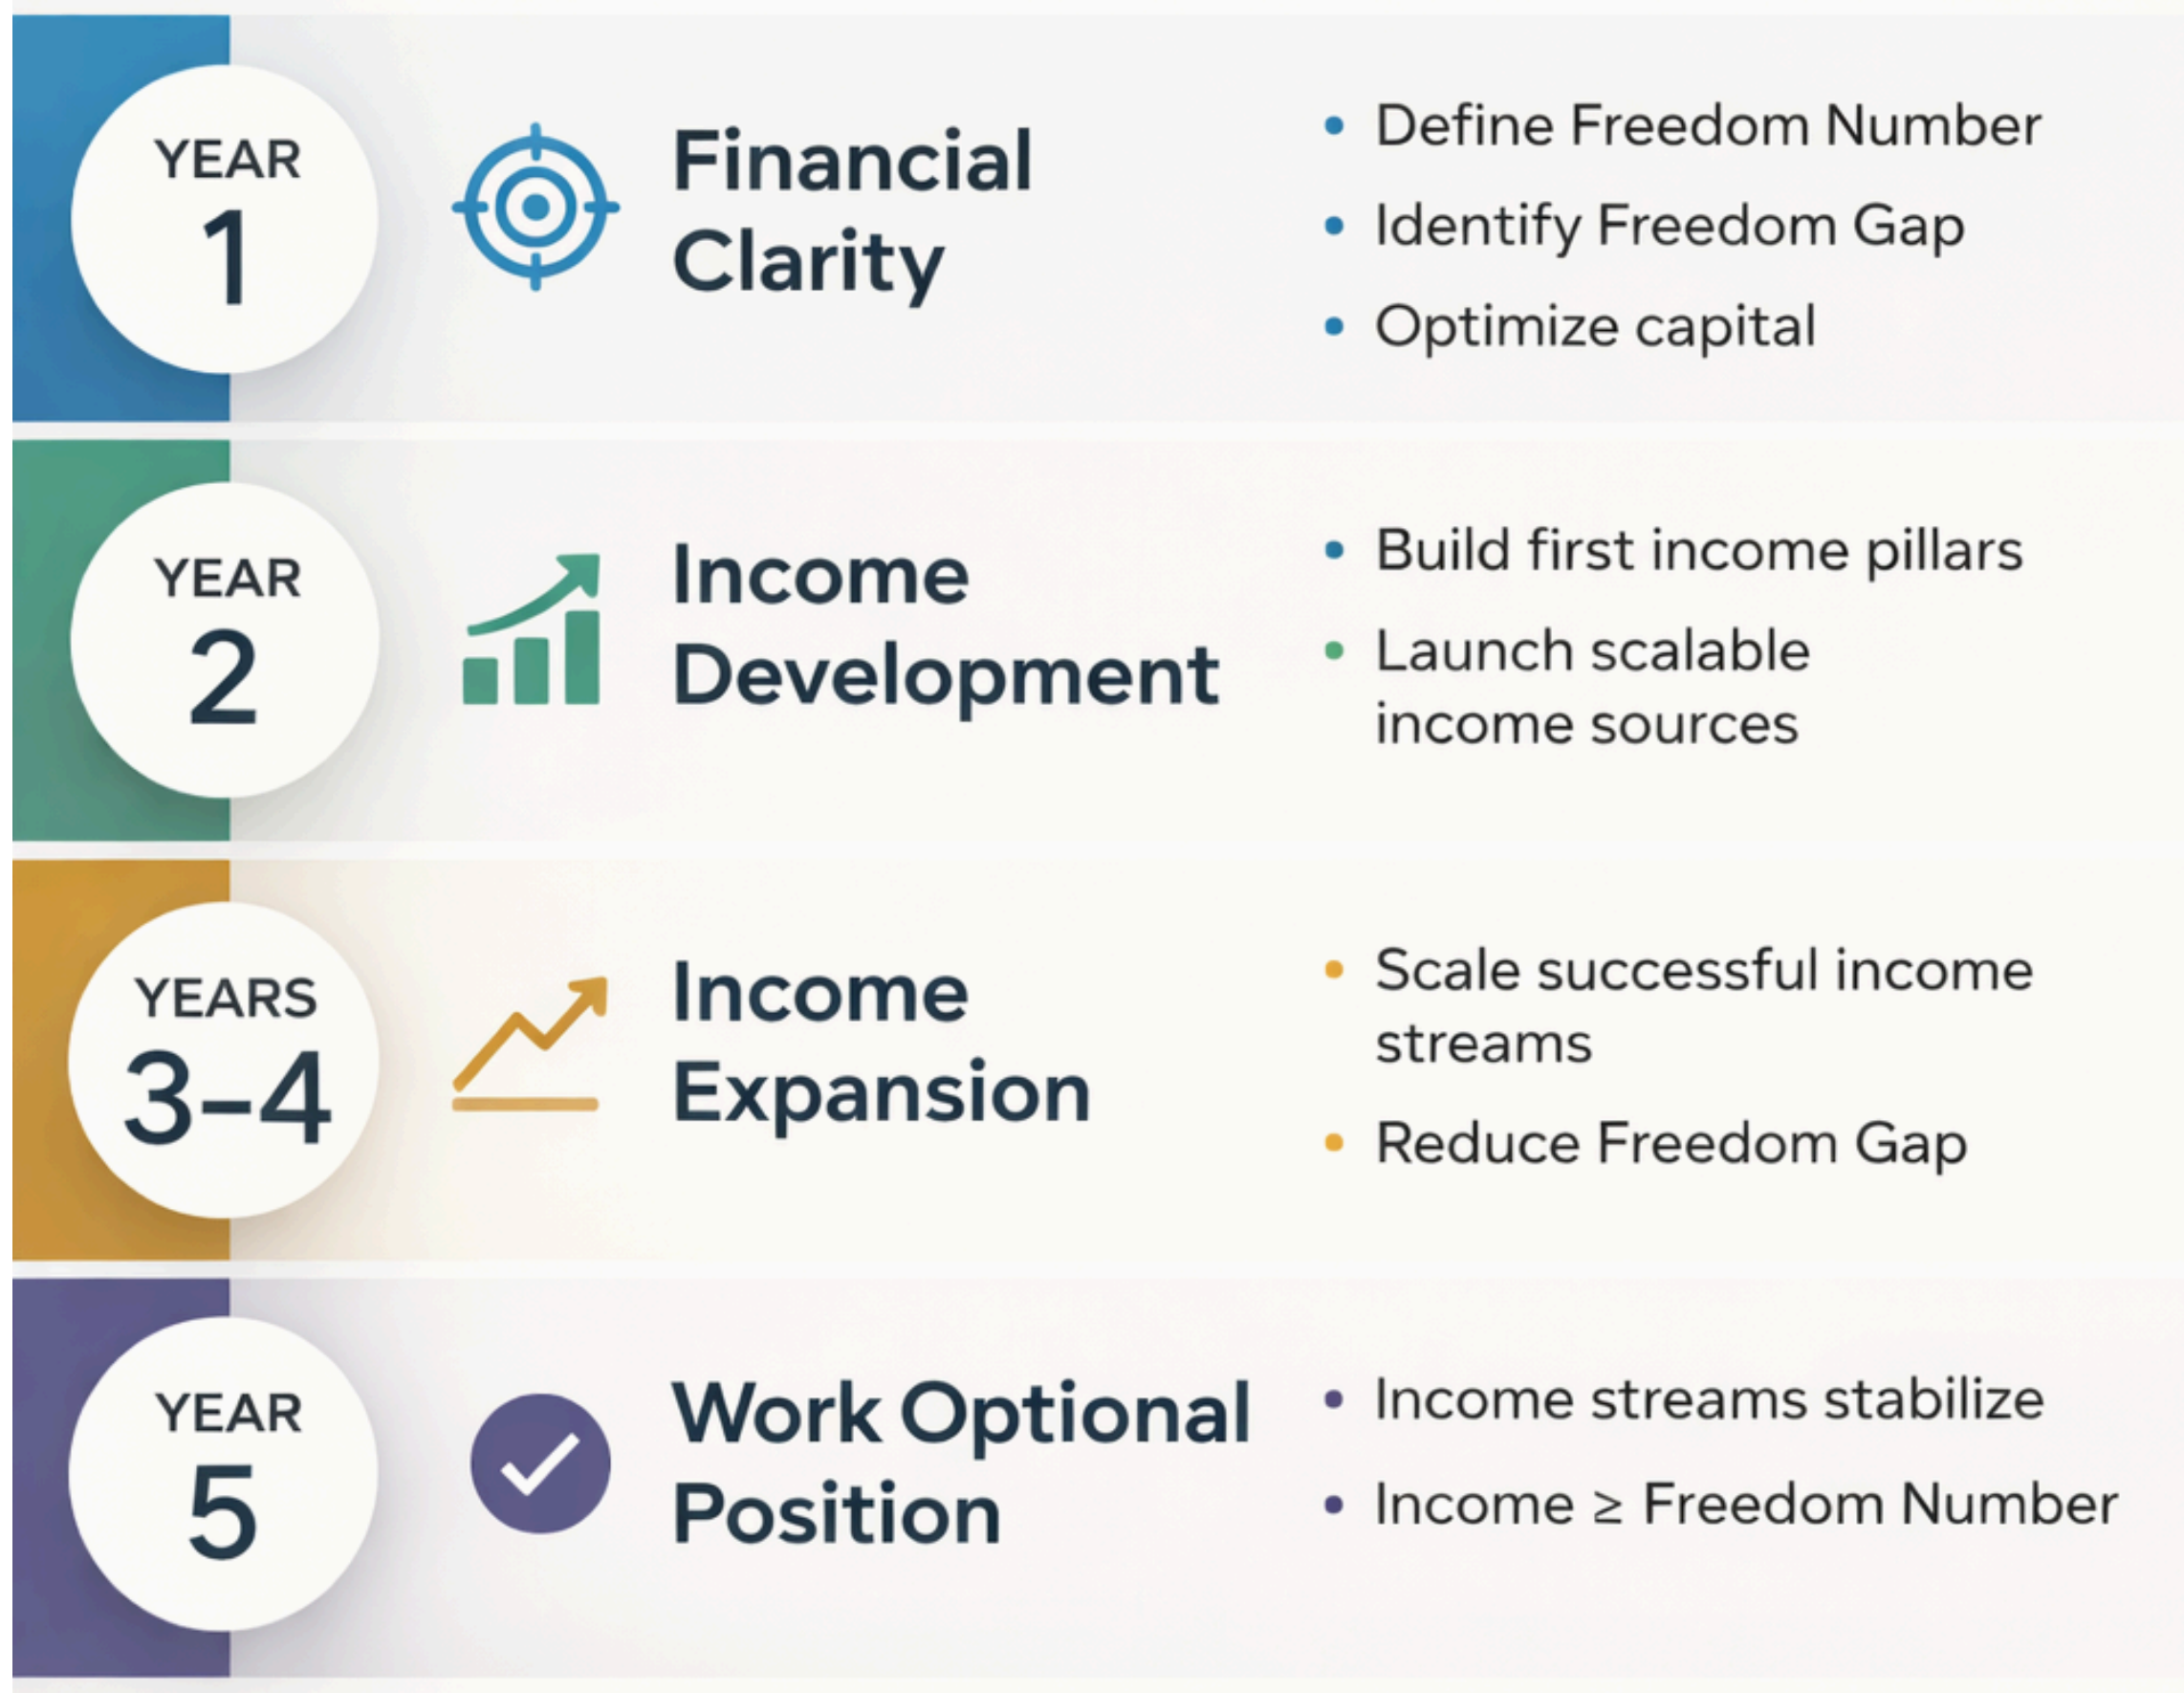 YEAR
1
Financial
Clarity
• Define Freedom Number
• Identify Freedom Gap
• Optimize capital
YEAR
2
Income
Development
• Build first income pillars
• Launch scalable
income sources
YEARS
3–4
Income
Expansion
• Scale successful income
streams
• Reduce Freedom Gap
YEAR
5
Work Optional
Position
• Income streams stabilize
• Income ≥ Freedom Number